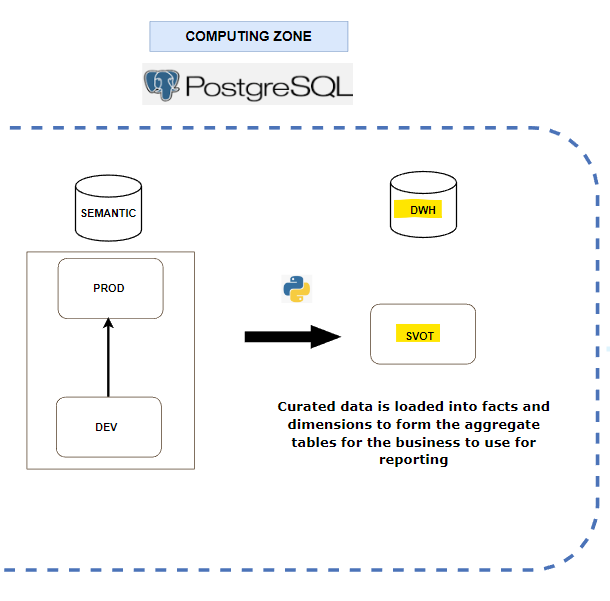 COMPUTING ZONE
PostgreSQL
SEMANTIC
DWH
PROD
SVOT
DEV
Curated data is loaded into facts and
dimensions to form the aggregate
tables for the business to use for
reporting